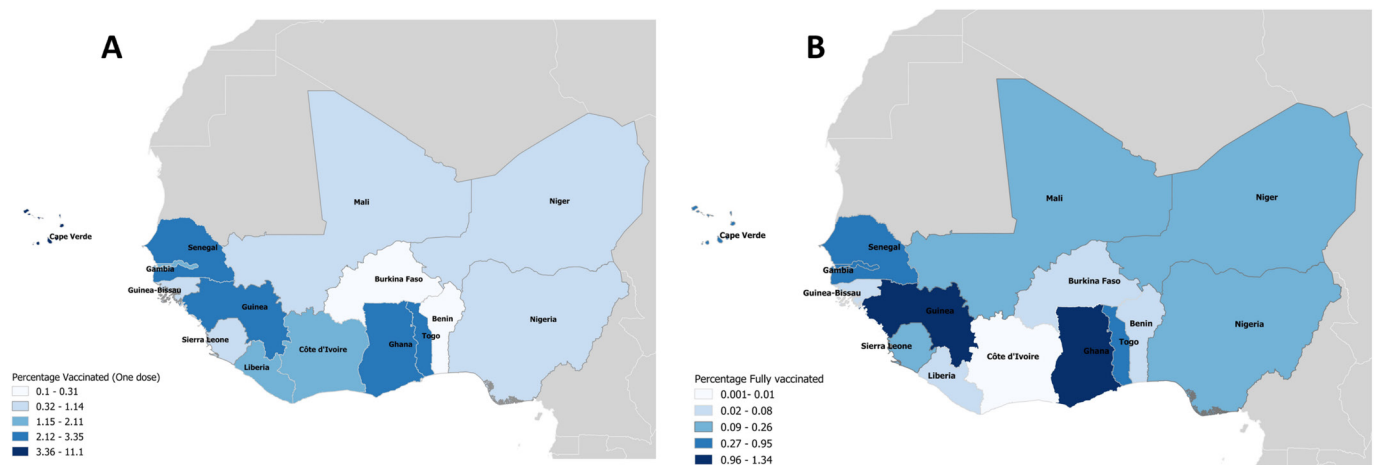 A
Mali
Niger
Cape Verde
Senegal
Gambia
Burkina Faso
Guinea-Bissau
Guinea
Benin
Nigeria
Sierra Leone
Togo
Ghana
Côte d'Ivoire
Liberia
Percentage Vaccinated (One dose)
0.1 - 0.31
0.32 - 1.14
1.15 - 2.11
2.12 - 3.35
3.36 - 11.1
B
Mali
Niger
Cape Verde
Senegal
Gambia
Burkina Faso
Guinea-Bissau
Guinea
Benin
Nigeria
Sierra Leone
Togo
Ghana
Côte d'Ivoire
Liberia
Percentage Fully vaccinated
0.001- 0.01
0.02 - 0.08
0.09 - 0.26
0.27 - 0.95
0.96 - 1.34